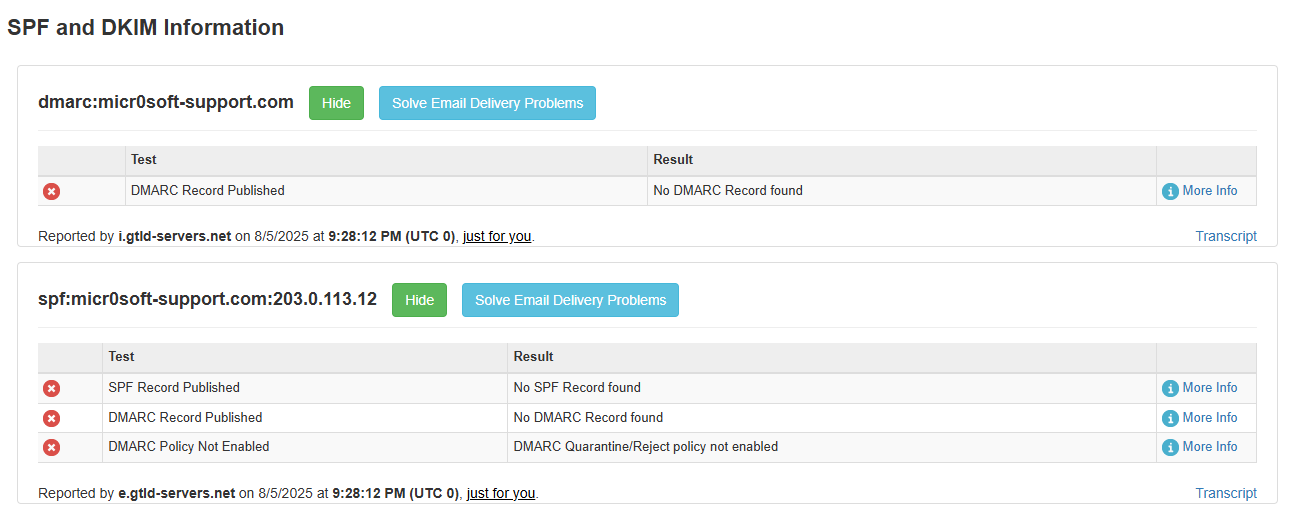 SPF and DKIM Information
dmarc:micr0soft-support.com Hide Solve Email Delivery Problems
Test Result
DMARC Record Published No DMARC Record found More Info
Reported by i.gtld-servers.net on 8/5/2025 at 9:28:12 PM (UTC 0), just for you. Transcript
spf:micr0soft-support.com:203.0.113.12 Hide Solve Email Delivery Problems
Test Result
SPF Record Published No SPF Record found More Info
DMARC Record Published No DMARC Record found More Info
DMARC Policy Not Enabled DMARC Quarantine/Reject policy not enabled More Info
Reported by e.gtld-servers.net on 8/5/2025 at 9:28:12 PM (UTC 0), just for you. Transcript